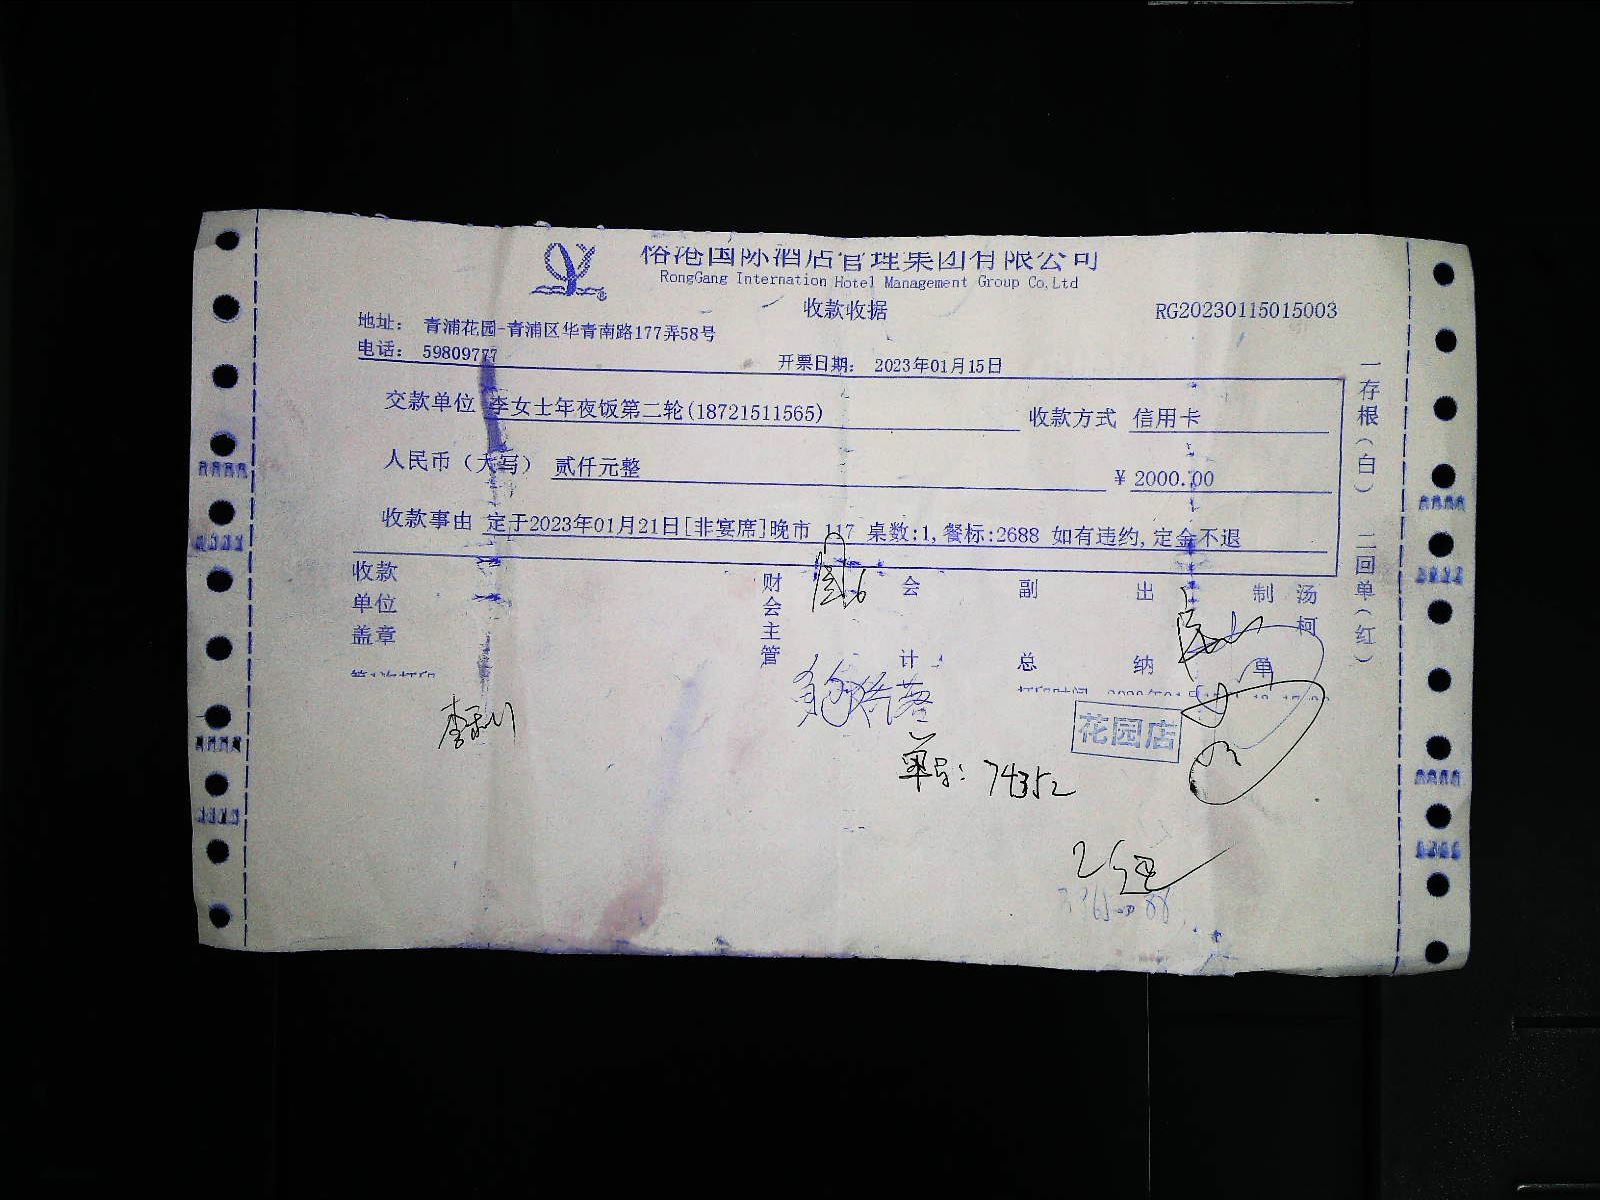 榕港国际酒店管理集团有限公司
RongGang Internation Hotel Management Group Co,Ltd
收款收据 RG20230115015003
地址： 青浦花园-青浦区华青南路177弄58号
电话： 59809777 开票日期： 2023年01月15日
交款单位 李女士年夜饭第二轮(18721511565) 收款方式 信用卡
人民币（大写） 贰仟元整 ¥ 2000.00
收款事由 定于2023年01月21日[非宴席]晚市 117 桌数:1,餐标:2688 如有违约,定金不退
收款单位盖章 财会主管 会计 副总 出纳 制单 汤柯
一存根（白） 二回单（红）
花园店
单号: 74352